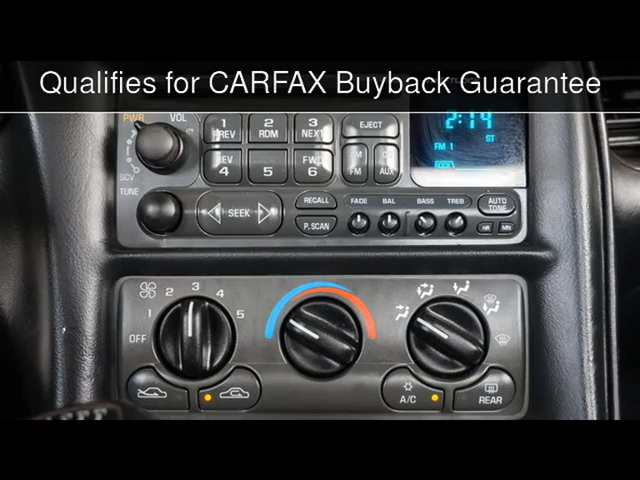 Qualifies for CARFAX Buyback Guarantee
PWR VOL
1 PREV 2 RDM 3 NEXT EJECT
2:14
ST
FM 1
REV 4 5 FWD 6 FM AUX
SCV
TUNE
SEEK
RECALL
P.SCAN
FADE BAL BASS TREB
AUTO TONE
HR MN
OFF 1 2 3 4 5
A/C
REAR